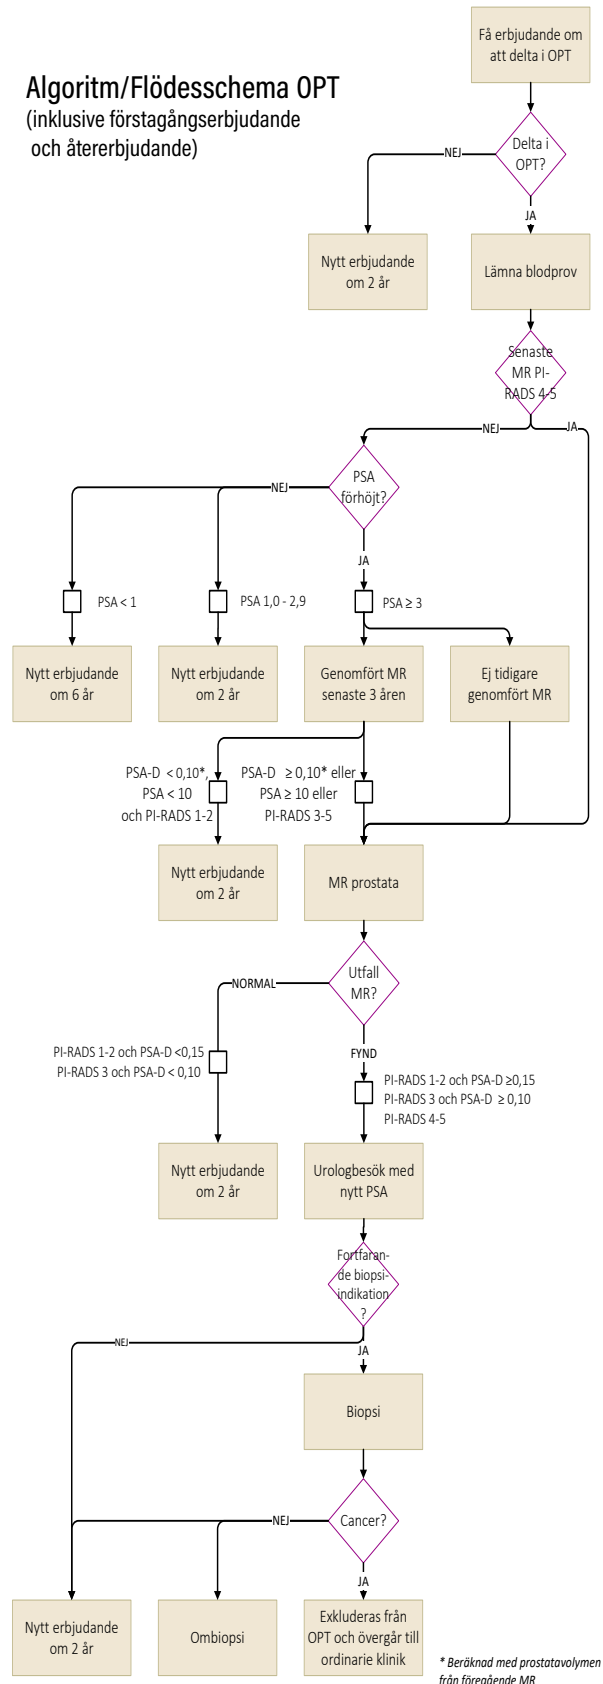 Få erbjudande om
att delta i OPT
Algoritm/Flödesschema OPT
(inklusive förstagångserbjudande
och återerbjudande)
Delta i
OPT?
NEJ
JA
Nytt erbjudande
om 2 år
Lämna blodprov
Senaste
MR PI-
RADS 4-5
NEJ
JA
PSA
förhöjt?
NEJ
JA
PSA < 1
PSA 1,0 - 2,9
PSA ≥ 3
Nytt erbjudande
om 6 år
Nytt erbjudande
om 2 år
Genomfört MR
senaste 3 åren
Ej tidigare
genomfört MR
PSA-D < 0,10*,
PSA < 10
och PI-RADS 1-2
PSA-D ≥ 0,10* eller
PSA ≥ 10 eller
PI-RADS 3-5
Nytt erbjudande
om 2 år
MR prostata
Utfall
MR?
NORMAL
FYND
PI-RADS 1-2 och PSA-D <0,15
PI-RADS 3 och PSA-D < 0,10
PI-RADS 1-2 och PSA-D ≥0,15
PI-RADS 3 och PSA-D ≥ 0,10
PI-RADS 4-5
Nytt erbjudande
om 2 år
Urologbesök med
nytt PSA
Fortfaran-
de biopsi-
indikation
?
NEJ
JA
Biopsi
Cancer?
NEJ
JA
Nytt erbjudande
om 2 år
Ombiopsi
Exkluderas från
OPT och övergår till
ordinarie klinik
* Beräknad med prostatavolymen
från föregående MR